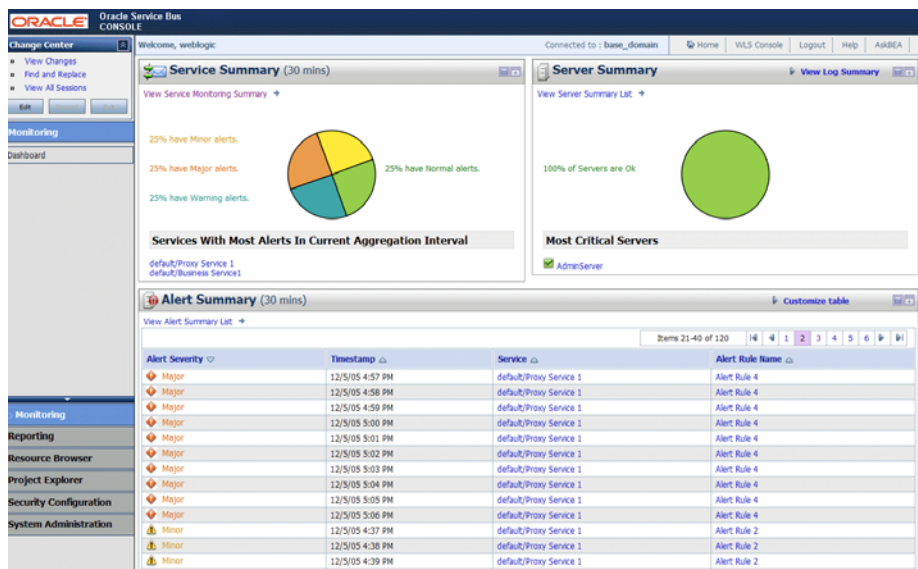 ORACLE
Oracle Service Bus
CONSOLE
Change Center
View Changes
Find and Replace
View All Sessions
Edit
Monitoring
Dashboard
Monitoring
Reporting
Resource Browser
Project Explorer
Security Configuration
System Administration
Welcome, weblogic
Connected to : base_domain
Home
WLS Console
Logout
Help
AskBEA
Service Summary (30 mins)
View Service Monitoring Summary
25% have Minor alerts.
25% have Major alerts.
25% have Normal alerts.
25% have Warning alerts.
Services With Most Alerts In Current Aggregation Interval
default/Proxy Service 1
default/Business Service1
Server Summary
View Log Summary
View Server Summary List
100% of Servers are Ok
Most Critical Servers
AdminServer
Alert Summary (30 mins)
Customize table
View Alert Summary List
Items 21-40 of 120 1 2 3 4 5 6
Alert Severity Timestamp Service Alert Rule Name
Major 12/5/05 4:57 PM default/Proxy Service 1 Alert Rule 4
Major 12/5/05 4:58 PM default/Proxy Service 1 Alert Rule 4
Major 12/5/05 4:59 PM default/Proxy Service 1 Alert Rule 4
Major 12/5/05 5:00 PM default/Proxy Service 1 Alert Rule 4
Major 12/5/05 5:01 PM default/Proxy Service 1 Alert Rule 4
Major 12/5/05 5:02 PM default/Proxy Service 1 Alert Rule 4
Major 12/5/05 5:03 PM default/Proxy Service 1 Alert Rule 4
Major 12/5/05 5:04 PM default/Proxy Service 1 Alert Rule 4
Major 12/5/05 5:05 PM default/Proxy Service 1 Alert Rule 4
Major 12/5/05 5:06 PM default/Proxy Service 1 Alert Rule 4
Minor 12/5/05 4:37 PM default/Proxy Service 1 Alert Rule 2
Minor 12/5/05 4:38 PM default/Proxy Service 1 Alert Rule 2
Minor 12/5/05 4:39 PM default/Proxy Service 1 Alert Rule 2